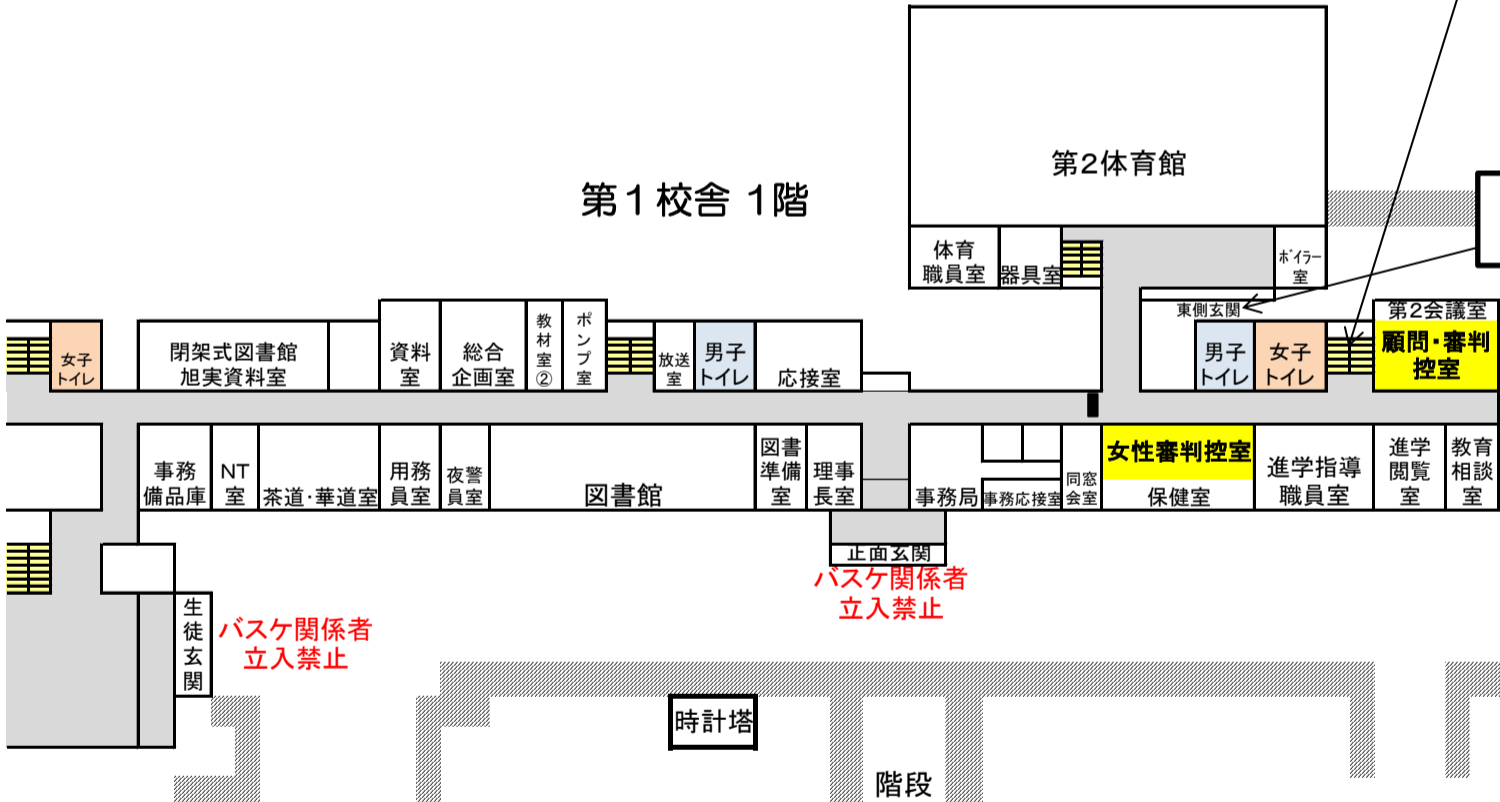 第１校舎 1階
第2体育館
体育
職員室
器具室
ﾎﾞｲﾗｰ
室
東側玄関
第2会議室
顧問・審判
控室
女子
トイレ
閉架式図書館
旭実資料室
資料
室
総合
企画室
教
材
室
②
ポ
ン
プ
室
放送
室
男子
トイレ
応接室
男子
トイレ
女子
トイレ
事務
備品庫
NT
室
茶道・華道室
用務
員室
夜警
員室
図書館
図書
準備
室
理事
長室
事務局
事務応接室
同窓
会室
女性審判控室
保健室
進学指導
職員室
進学
閲覧
室
教育
相談
室
正面玄関
バスケ関係者
立入禁止
生
徒
玄
関
バスケ関係者
立入禁止
時計塔
階段